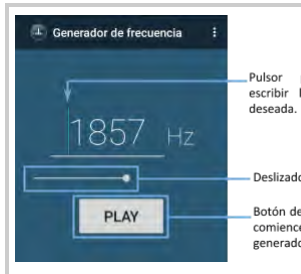 Generador de frecuencia
Pulsor
escribir
deseada.
1857 Hz
Deslizado
PLAY
Botón de
comience
generado